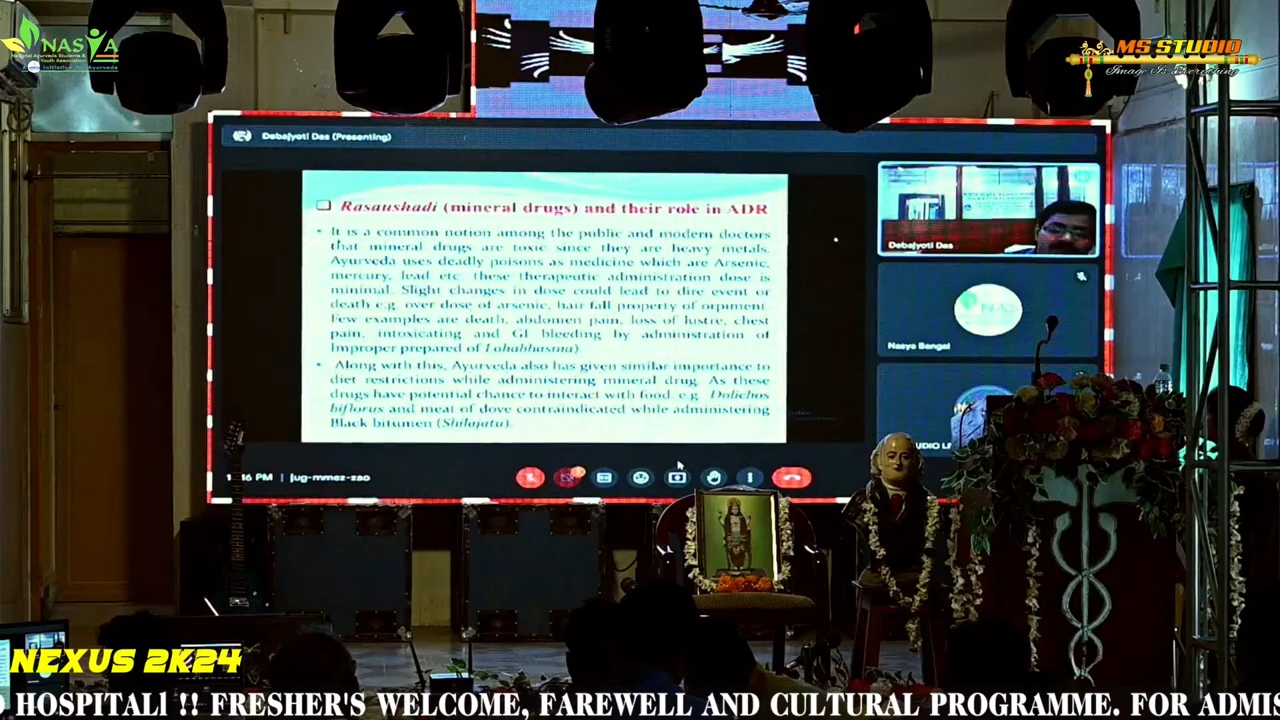 NASYA
National Ayurveda Students &
Youth Association
MS STUDIO
Image Is Everything
Debajyoti Das (Presenting)
Rasaushadi (mineral drugs) and their role in ADR
• It is a common notion among the public and modern doctors
that mineral drugs are toxic since they are heavy metals.
Ayurveda uses deadly poisons as medicine which are Arsenic,
mercury, lead etc. these therapeutic administration dose is
minimal. Slight changes in dose could lead to dire event or
death e.g. over dose of arsenic, hair fall property of orpiment.
Few examples are death, abdomen pain, loss of lustre, chest
pain, intoxicating and GI bleeding by administration of
Improper prepared of Lohabhasma).
• Along with this, Ayurveda also has given similar importance to
diet restrictions while administering mineral drug. As these
drugs have potential chance to interact with food. e.g. Dolichos
biflorus and meat of dove contraindicated while administering
Black bitumen (Shilajatu).
Debajyoti Das
Nasya Bengal
PM | jug-mmez-zao
NEXUS 2K24
HOSPITAL1 !! FRESHER'S WELCOME, FAREWELL AND CULTURAL PROGRAMME. FOR ADMIS